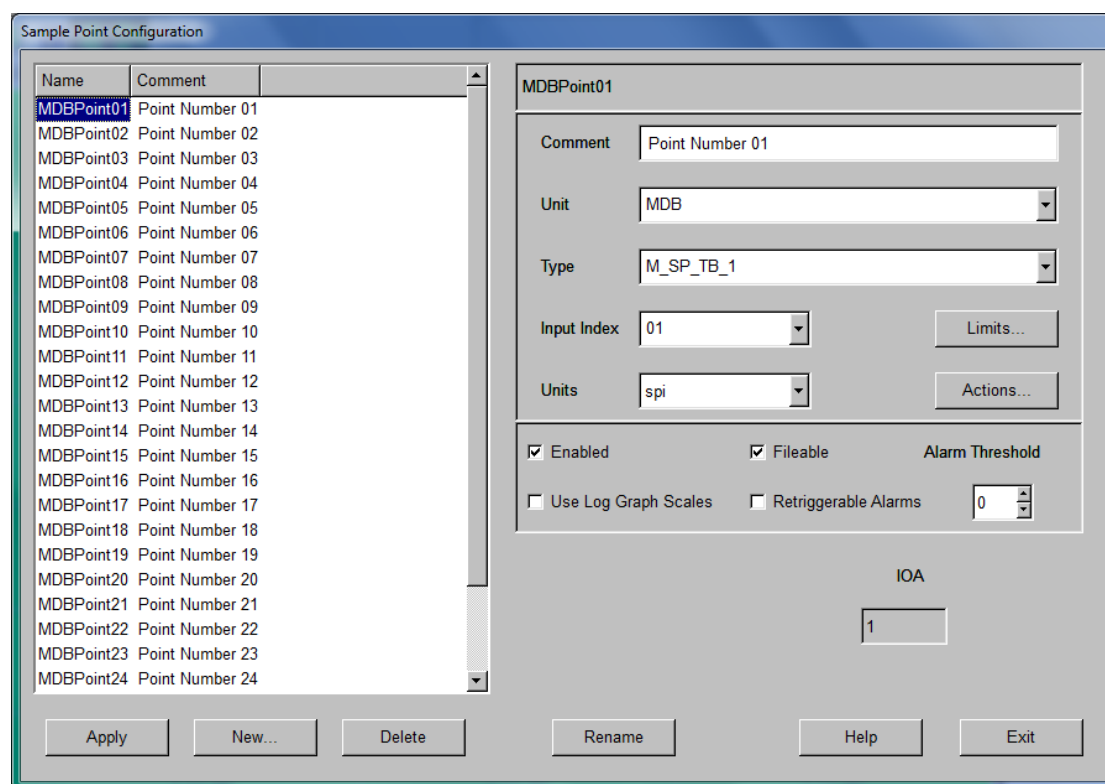 Sample Point Configuration
Name Comment
MDBPoint01 Point Number 01
MDBPoint02 Point Number 02
MDBPoint03 Point Number 03
MDBPoint04 Point Number 04
MDBPoint05 Point Number 05
MDBPoint06 Point Number 06
MDBPoint07 Point Number 07
MDBPoint08 Point Number 08
MDBPoint09 Point Number 09
MDBPoint10 Point Number 10
MDBPoint11 Point Number 11
MDBPoint12 Point Number 12
MDBPoint13 Point Number 13
MDBPoint14 Point Number 14
MDBPoint15 Point Number 15
MDBPoint16 Point Number 16
MDBPoint17 Point Number 17
MDBPoint18 Point Number 18
MDBPoint19 Point Number 19
MDBPoint20 Point Number 20
MDBPoint21 Point Number 21
MDBPoint22 Point Number 22
MDBPoint23 Point Number 23
MDBPoint24 Point Number 24
MDBPoint01
Comment Point Number 01
Unit MDB
Type M_SP_TB_1
Input Index 01 Limits...
Units spi Actions...
Enabled Fileable Alarm Threshold
Use Log Graph Scales Retriggerable Alarms 0
IOA
1
Apply New... Delete Rename Help Exit